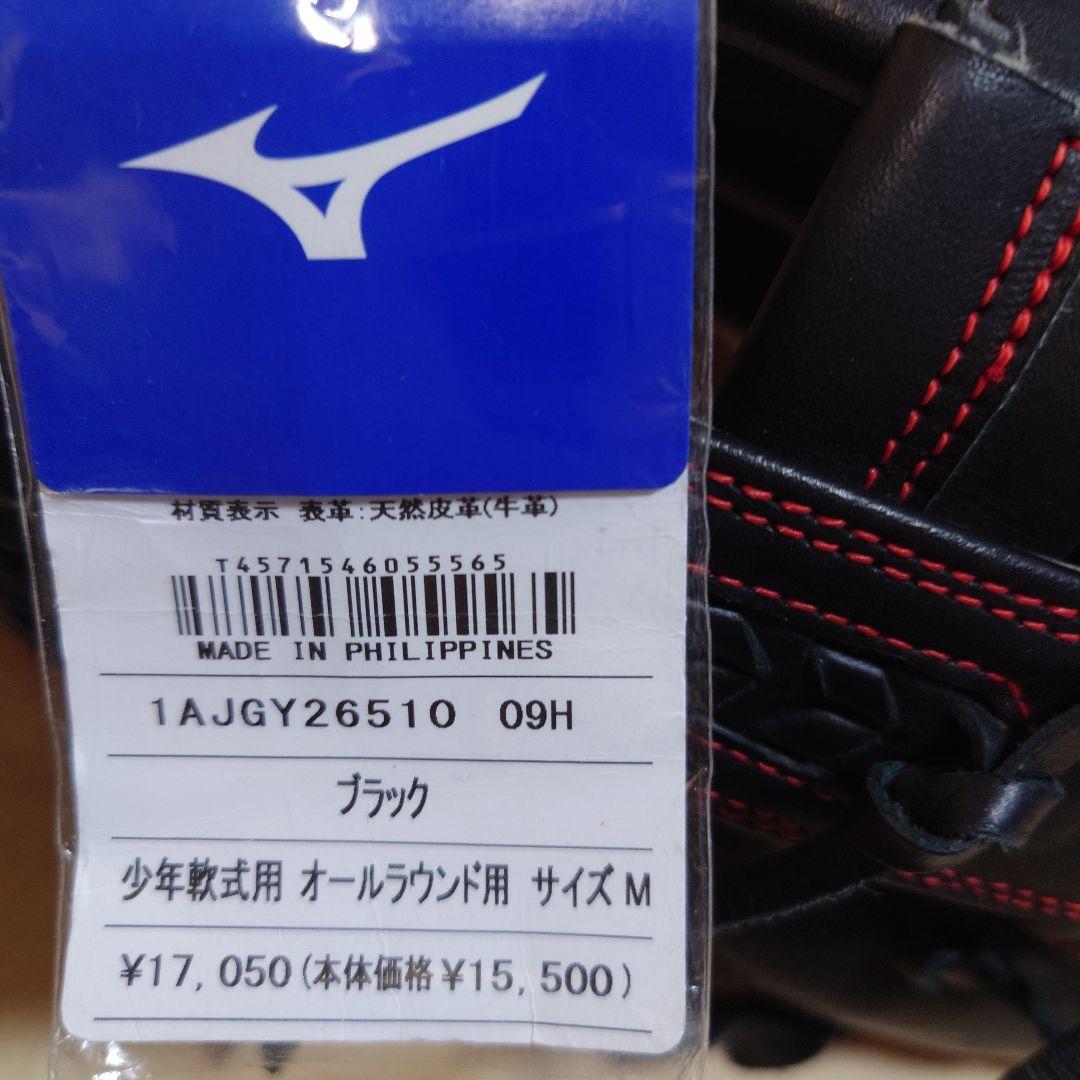 材質表示 表革:天然皮革(牛革)
T4571546055565
MADE IN PHILIPPINES
1AJGY26510 09H
ブラック
少年軟式用 オールラウンド用 サイズM
¥17,050(本体価格¥15,500)